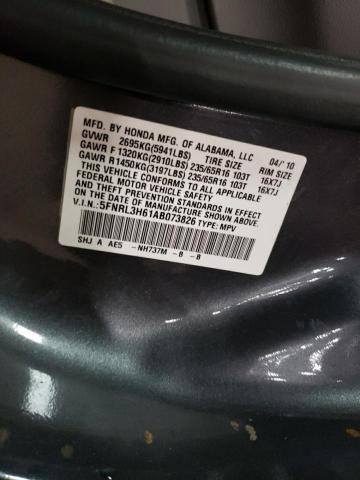 MFD. BY HONDA MFG. OF ALABAMA, LLC 04/'10
GVWR 2695KG(5941LBS) TIRE SIZE RIM SIZE
GAWR F 1320KG(2910LBS) 235/65R16 103T 16X7J
GAWR R1450KG(3197LBS) 235/65R16 103T 16X7J
THIS VEHICLE CONFORMS TO ALL APPLICABLE
FEDERAL MOTOR VEHICLE SAFETY AND THEFT
PREVENTION STANDARDS IN EFFECT ON THE
DATE OF MANUFACTURE SHOWN ABOVE.
V.I.N.:5FNRL3H61AB073826 TYPE: MPV
SHJ A AE5 -NH737M -B -B